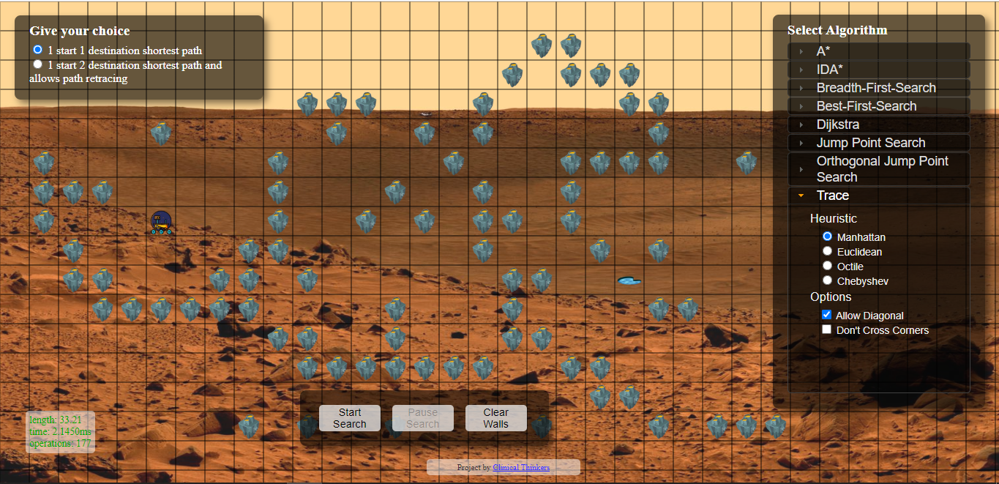 Give your choice
1 start 1 destination shortest path
1 start 2 destination shortest path and
allows path retracing
Select Algorithm
A*
IDA*
Breadth-First-Search
Best-First-Search
Dijkstra
Jump Point Search
Orthogonal Jump Point
Search
Trace
Heuristic
Manhattan
Euclidean
Octile
Chebyshev
Options
Allow Diagonal
Don't Cross Corners
Start
Search
Pause
Search
Clear
Walls
length: 33.21
time: 2.1450ms
operations: 177
Project by Clinical Thinkers